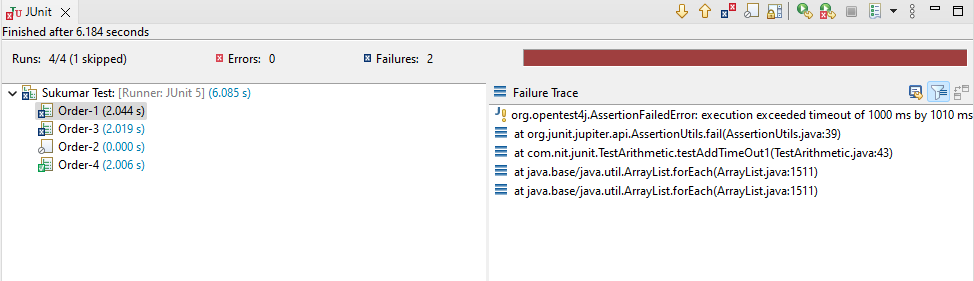 JUnit
Finished after 6.184 seconds
Runs: 4/4 (1 skipped) Errors: 0 Failures: 2
Sukumar Test: [Runner: JUnit 5] (6.085 s)
Order-1 (2.044 s)
Order-3 (2.019 s)
Order-2 (0.000 s)
Order-4 (2.006 s)
Failure Trace
org.opentest4j.AssertionFailedError: execution exceeded timeout of 1000 ms by 1010 ms
at org.junit.jupiter.api.AssertionUtils.fail(AssertionUtils.java:39)
at com.nit.junit.TestArithmetic.testAddTimeOut1(TestArithmetic.java:43)
at java.base/java.util.ArrayList.forEach(ArrayList.java:1511)
at java.base/java.util.ArrayList.forEach(ArrayList.java:1511)